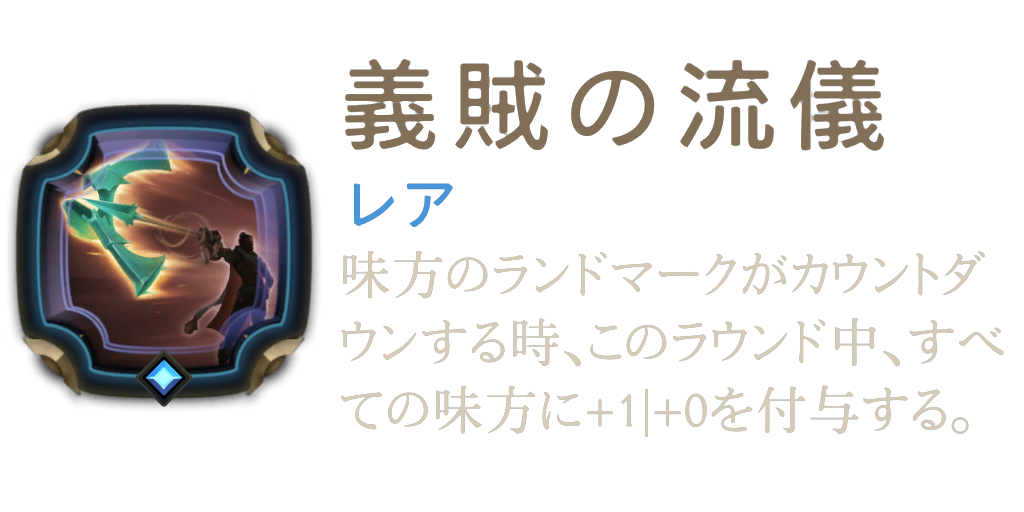 義賊の流儀
レア
味方のランドマークがカウントダ
ウンする時、このラウンド中、すべ
ての味方に+1|+0を付与する。